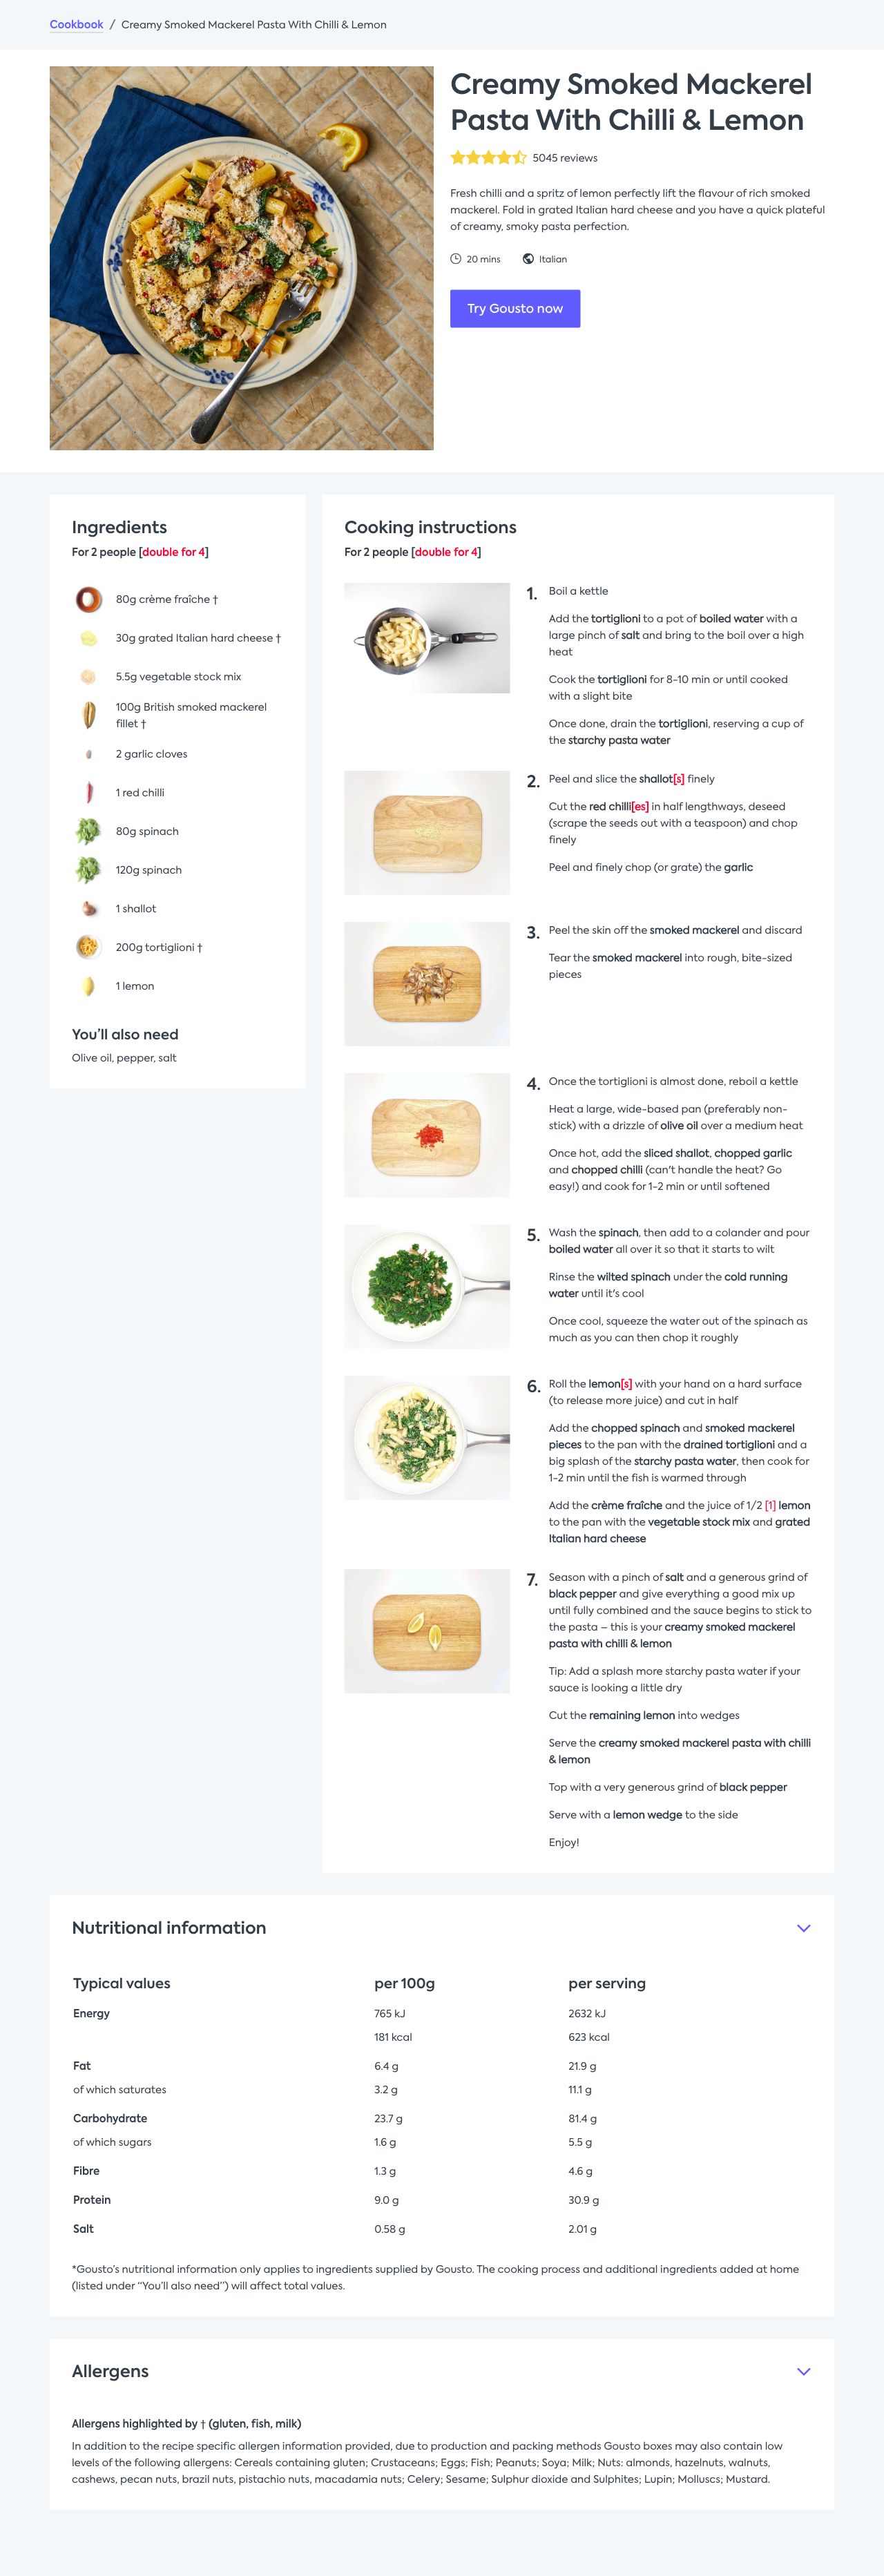 Cookbook / Creamy Smoked Mackerel Pasta With Chilli & Lemon
Creamy Smoked Mackerel
Pasta With Chilli & Lemon
5045 reviews
Fresh chilli and a spritz of lemon perfectly lift the flavour of rich smoked
mackerel. Fold in grated Italian hard cheese and you have a quick plateful
of creamy, smoky pasta perfection.
20 mins Italian
Try Gousto now
Ingredients
For 2 people [double for 4]
80g crème fraîche †
30g grated Italian hard cheese †
5.5g vegetable stock mix
100g British smoked mackerel
fillet †
2 garlic cloves
1 red chilli
80g spinach
120g spinach
1 shallot
200g tortiglioni †
1 lemon
You'll also need
Olive oil, pepper, salt
Cooking instructions
For 2 people [double for 4]
1. Boil a kettle
Add the tortiglioni to a pot of boiled water with a
large pinch of salt and bring to the boil over a high
heat
Cook the tortiglioni for 8-10 min or until cooked
with a slight bite
Once done, drain the tortiglioni, reserving a cup of
the starchy pasta water
2. Peel and slice the shallot[s] finely
Cut the red chilli[es] in half lengthways, deseed
(scrape the seeds out with a teaspoon) and chop
finely
Peel and finely chop (or grate) the garlic
3. Peel the skin off the smoked mackerel and discard
Tear the smoked mackerel into rough, bite-sized
pieces
4. Once the tortiglioni is almost done, reboil a kettle
Heat a large, wide-based pan (preferably non-
stick) with a drizzle of olive oil over a medium heat
Once hot, add the sliced shallot, chopped garlic
and chopped chilli (can't handle the heat? Go
easy!) and cook for 1-2 min or until softened
5. Wash the spinach, then add to a colander and pour
boiled water all over it so that it starts to wilt
Rinse the wilted spinach under the cold running
water until it's cool
Once cool, squeeze the water out of the spinach as
much as you can then chop it roughly
6. Roll the lemon[s] with your hand on a hard surface
(to release more juice) and cut in half
Add the chopped spinach and smoked mackerel
pieces to the pan with the drained tortiglioni and a
big splash of the starchy pasta water, then cook for
1-2 min until the fish is warmed through
Add the crème fraîche and the juice of 1/2 [1] lemon
to the pan with the vegetable stock mix and grated
Italian hard cheese
7. Season with a pinch of salt and a generous grind of
black pepper and give everything a good mix up
until fully combined and the sauce begins to stick to
the pasta – this is your creamy smoked mackerel
pasta with chilli & lemon
Tip: Add a splash more starchy pasta water if your
sauce is looking a little dry
Cut the remaining lemon into wedges
Serve the creamy smoked mackerel pasta with chilli
& lemon
Top with a very generous grind of black pepper
Serve with a lemon wedge to the side
Enjoy!
Nutritional information
Typical values per 100g per serving
Energy 765 kJ 2632 kJ
181 kcal 623 kcal
Fat 6.4 g 21.9 g
of which saturates 3.2 g 11.1 g
Carbohydrate 23.7 g 81.4 g
of which sugars 1.6 g 5.5 g
Fibre 1.3 g 4.6 g
Protein 9.0 g 30.9 g
Salt 0.58 g 2.01 g
*Gousto's nutritional information only applies to ingredients supplied by Gousto. The cooking process and additional ingredients added at home
(listed under "You'll also need") will affect total values.
Allergens
Allergens highlighted by † (gluten, fish, milk)
In addition to the recipe specific allergen information provided, due to production and packing methods Gousto boxes may also contain low
levels of the following allergens: Cereals containing gluten; Crustaceans; Eggs; Fish; Peanuts; Soya; Milk; Nuts: almonds, hazelnuts, walnuts,
cashews, pecan nuts, brazil nuts, pistachio nuts, macadamia nuts; Celery; Sesame; Sulphur dioxide and Sulphites; Lupin; Molluscs; Mustard.